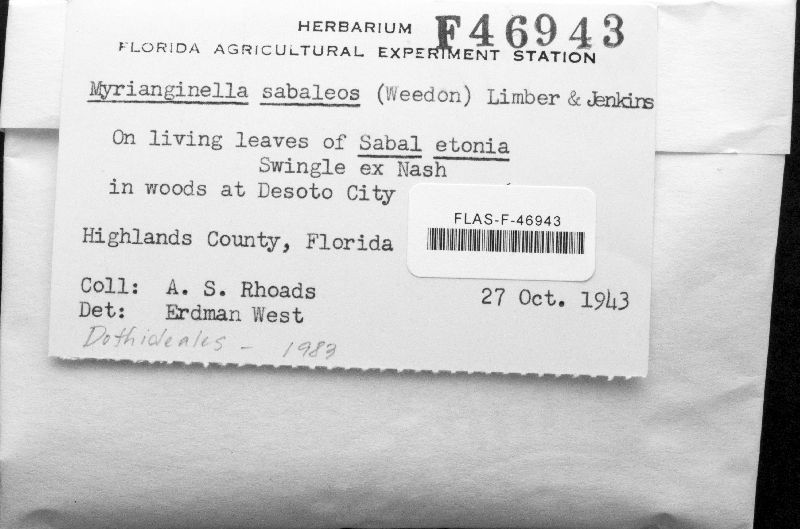 HERBARIUM F46943
FLORIDA AGRICULTURAL EXPERIMENT STATION
Myrianginella sabaleos (Weedon) Limber & Jenkins
On living leaves of Sabal etonia
Swingle ex Nash
in woods at Desoto City
FLAS-F-46943
Highlands County, Florida
Coll: A. S. Rhoads
27 Oct. 1943
Det: Erdman West
Dothideales - 1983